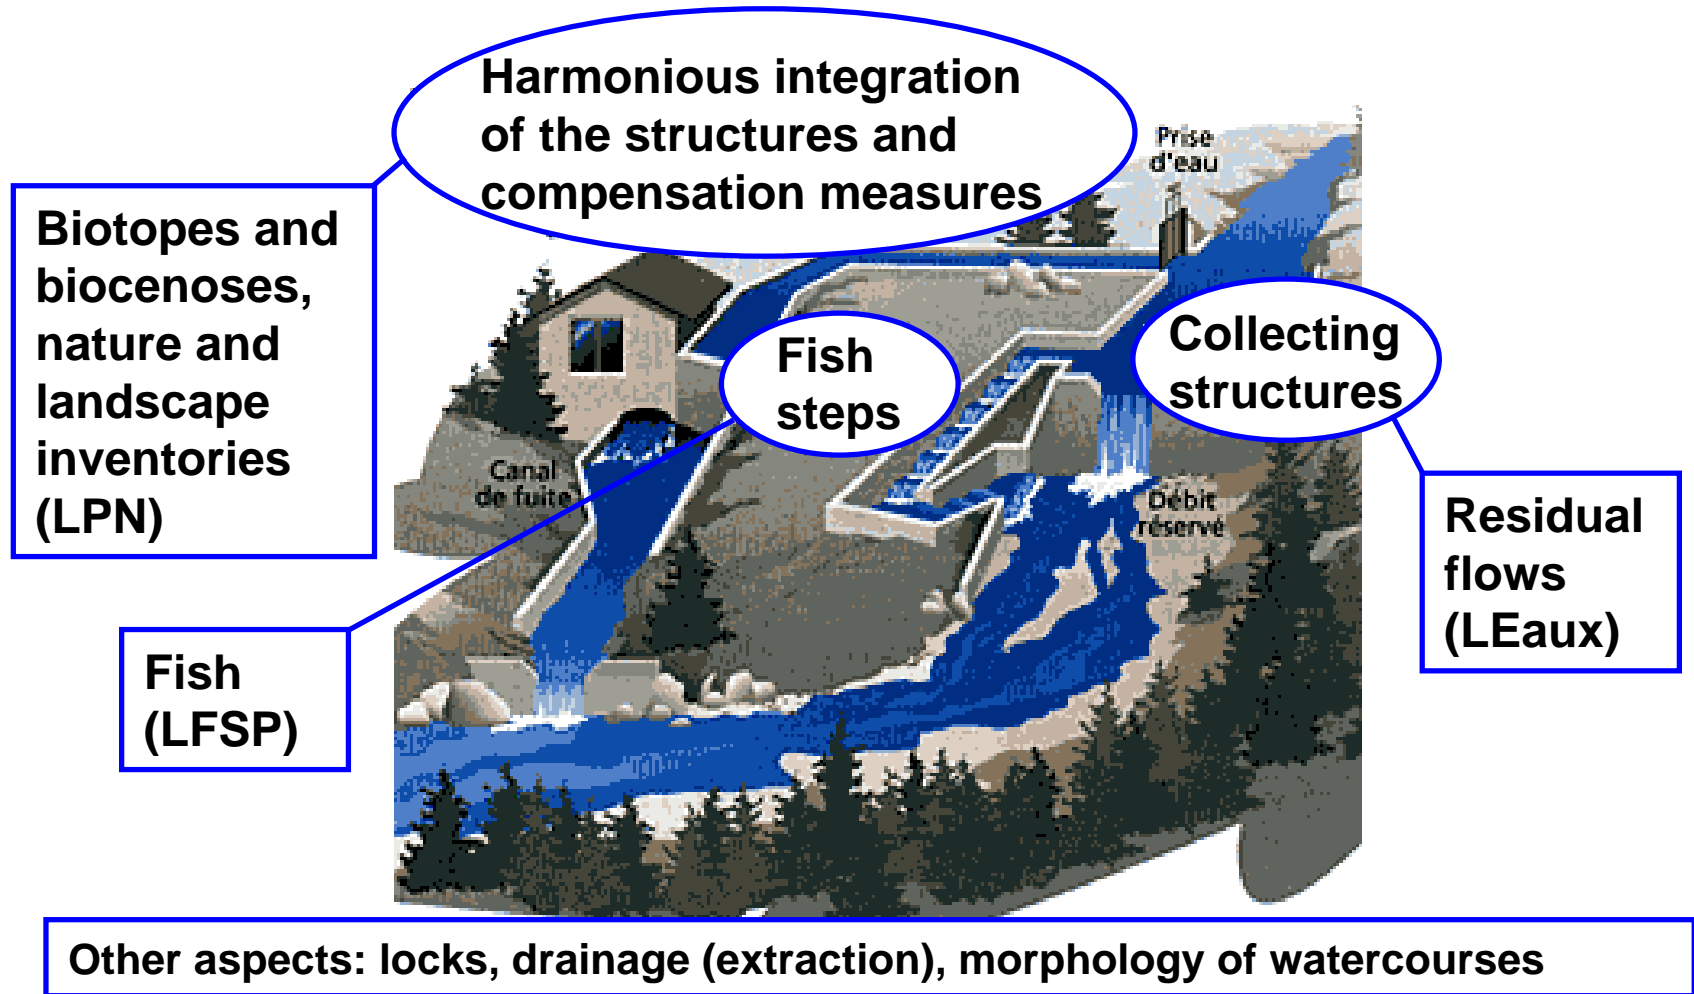 Harmonious integration
of the structures and
compensation measures
Prise
d'eau
Biotopes and
biocenoses,
nature and
landscape
inventories
(LPN)
Fish
steps
Collecting
structures
Canal
de fuite
Débit
réservé
Residual
flows
(LEaux)
Fish
(LFSP)
Other aspects: locks, drainage (extraction), morphology of watercourses